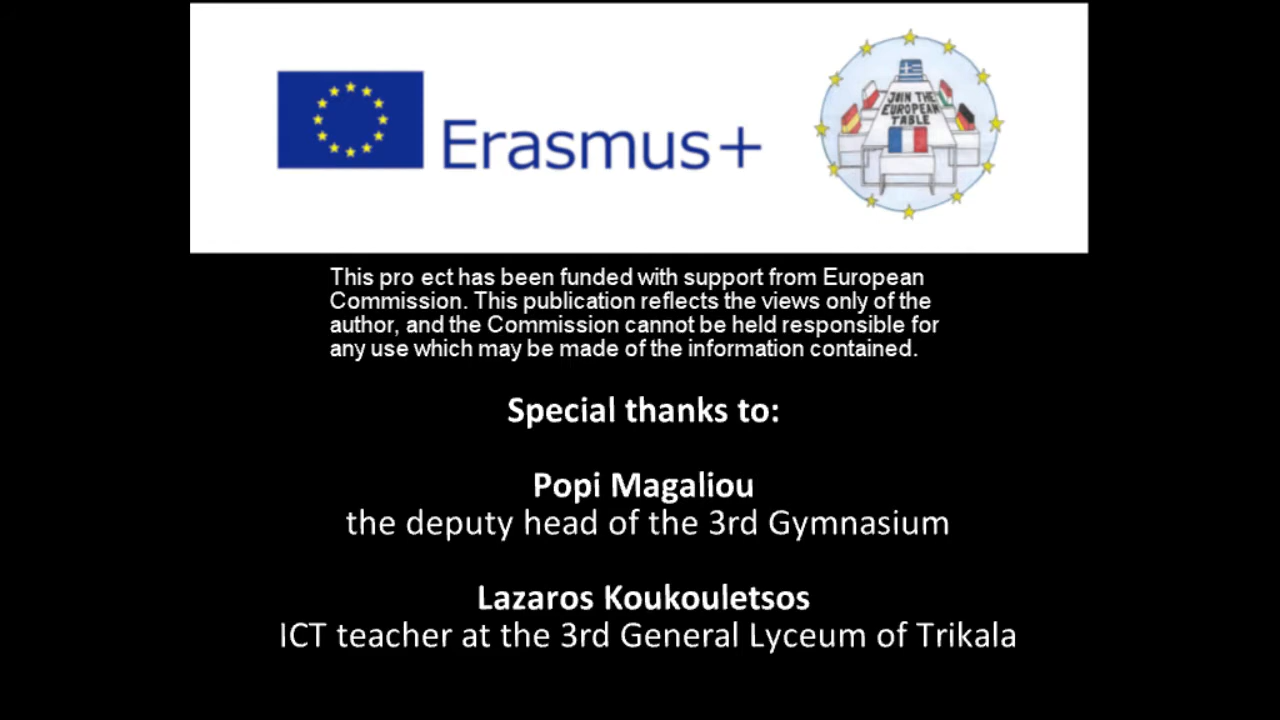 Erasmus+
JOIN THE
EUROPEAN
TABLE
This pro ect has been funded with support from European
Commission. This publication reflects the views only of the
author, and the Commission cannot be held responsible for
any use which may be made of the information contained.
Special thanks to:
Popi Magaliou
the deputy head of the 3rd Gymnasium
Lazaros Koukouletsos
ICT teacher at the 3rd General Lyceum of Trikala